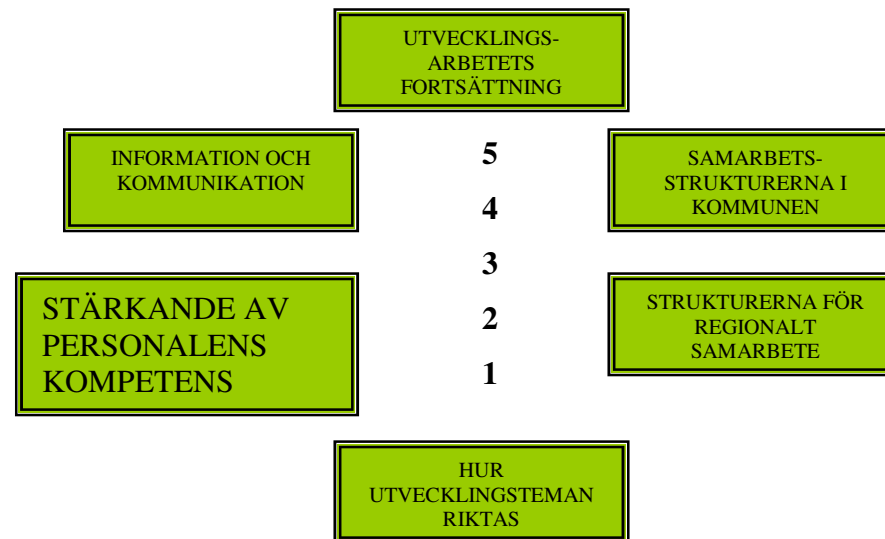 UTVECKLINGS-
ARBETETS
FORTSÄTTNING
INFORMATION OCH
KOMMUNIKATION
5
4
3
2
1
SAMARBETS-
STRUKTURERNA I
KOMMUNEN
STÄRKANDE AV
PERSONALENS
KOMPETENS
STRUKTURERNA FÖR
REGIONALT
SAMARBETE
HUR
UTVECKLINGSTEMAN
RIKTAS